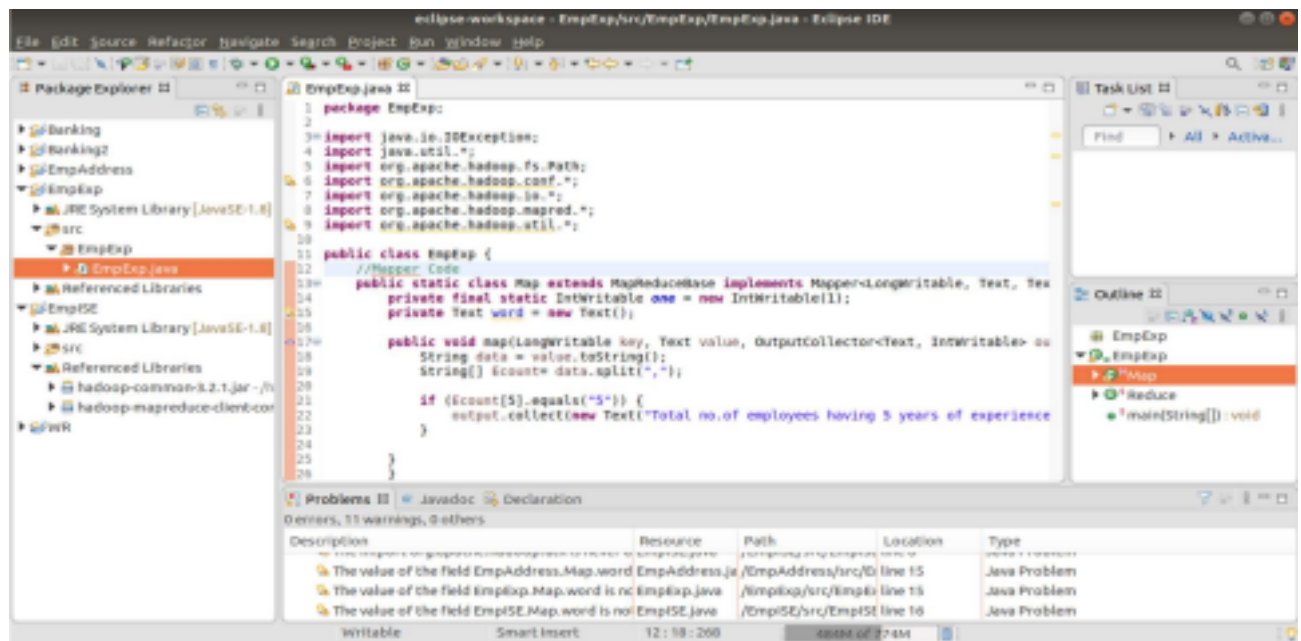 eclipse-workspace - EmpExp/src/EmpExp/EmpExp.java - Eclipse IDE
File Edit Source Refactor Navigate Search Project Run Window Help
Package Explorer
Banking
Banking2
EmpAddress
EmpExp
JRE System Library [JavaSE-1.8]
src
EmpExp
EmpExp.java
Referenced Libraries
EmpISE
JRE System Library [JavaSE-1.8]
src
Referenced Libraries
hadoop-common-3.2.1.jar - /h
hadoop-mapreduce-client-cor
WR
EmpExp.java
1 package EmpExp;
2
3 import java.io.IOException;
4 import java.util.*;
5 import org.apache.hadoop.fs.Path;
6 import org.apache.hadoop.conf.*;
7 import org.apache.hadoop.io.*;
8 import org.apache.hadoop.mapred.*;
9 import org.apache.hadoop.util.*;
10
11 public class EmpExp {
12 //Mapper Code
13 public static class Map extends MapReduceBase implements Mapper<LongWritable, Text, Tex
14 private final static IntWritable one = new IntWritable(1);
15 private Text word = new Text();
16
17 public void map(LongWritable key, Text value, OutputCollector<Text, IntWritable> ou
18 String data = value.toString();
19 String[] Ecount= data.split(",");
20
21 if (Ecount[5].equals("5")) {
22 output.collect(new Text("Total no.of employees having 5 years of experience
23 }
24
25 }
26 }
Task List
Find All Active...
Outline
EmpExp
EmpExp
Map
Reduce
main(String[]) : void
Problems Javadoc Declaration
0 errors, 11 warnings, 0 others
Description Resource Path Location Type
The value of the field EmpAddress.Map.word EmpAddress.ja /EmpAddress/src/E line 15 Java Problem
The value of the field EmpExp.Map.word is nc EmpExp.java /EmpExp/src/EmpE line 15 Java Problem
The value of the field EmpISE.Map.word is not EmpISE.java /EmpISE/src/EmpISE line 16 Java Problem
Writable Smart Insert 12 : 18 : 268